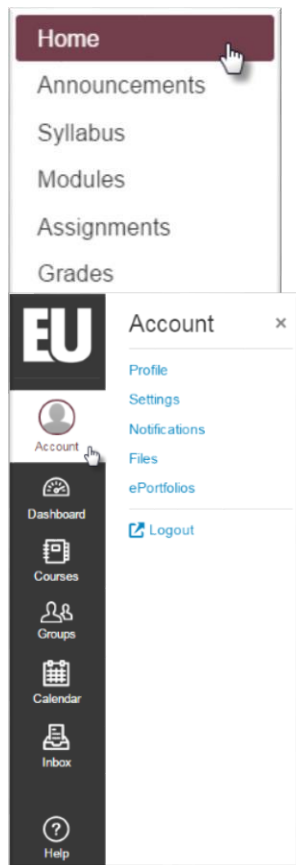 Home
Announcements
Syllabus
Modules
Assignments
Grades
EU
Account ×
Profile
Settings
Notifications
Files
ePortfolios
Logout
Account
Dashboard
Courses
Groups
Calendar
Inbox
?
Help